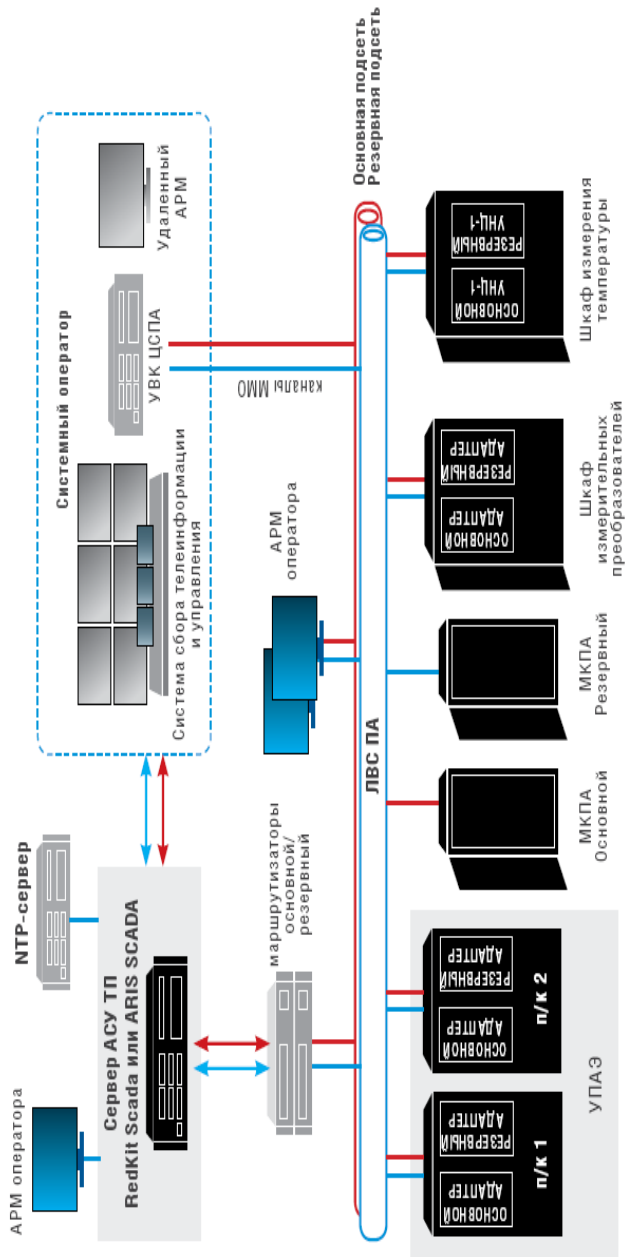 АРМ оператора
NTP-сервер
Сервер АСУ ТП
RedKit Scada или ARIS SCADA
Системный оператор
Система сбора телеинформации
и управления
УВК ЦСПА
Удаленный
АРМ
каналы ММО
маршрутизаторы
основной/
резервный
АРМ
оператора
Основная подсеть
Резервная подсеть
ЛВС ПА
ОСНОВНОЙ
АДАПТЕР
РЕЗЕРВНЫЙ
АДАПТЕР
п/к 1
ОСНОВНОЙ
АДАПТЕР
РЕЗЕРВНЫЙ
АДАПТЕР
п/к 2
УПАЭ
МКПА
Основной
МКПА
Резервный
ОСНОВНОЙ
АДАПТЕР
РЕЗЕРВНЫЙ
АДАПТЕР
Шкаф
измерительных
преобразователей
ОСНОВНОЙ
УНЦ-1
РЕЗЕРВНЫЙ
УНЦ-1
Шкаф измерения
температуры